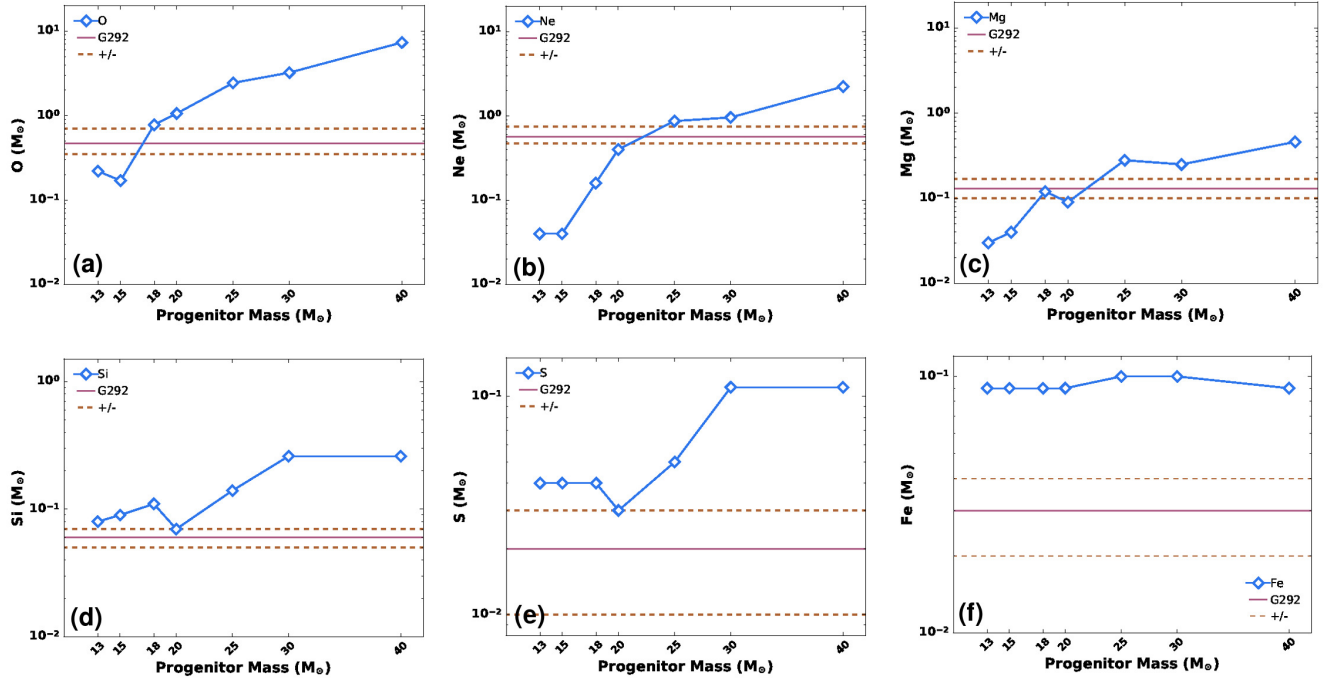 O
G292
+/-
10¹
10⁰
10⁻¹
10⁻²
O (M☉)
(a)
13 15 18 20 25 30 40
Progenitor Mass (M☉)
Ne
G292
+/-
10¹
10⁰
10⁻¹
10⁻²
Ne (M☉)
(b)
13 15 18 20 25 30 40
Progenitor Mass (M☉)
Mg
G292
+/-
10¹
10⁰
10⁻¹
10⁻²
Mg (M☉)
(c)
13 15 18 20 25 30 40
Progenitor Mass (M☉)
Si
G292
+/-
10⁰
10⁻¹
10⁻²
Si (M☉)
(d)
13 15 18 20 25 30 40
Progenitor Mass (M☉)
S
G292
+/-
10⁻¹
10⁻²
S (M☉)
(e)
13 15 18 20 25 30 40
Progenitor Mass (M☉)
10⁻¹
10⁻²
Fe (M☉)
Fe
G292
+/-
(f)
13 15 18 20 25 30 40
Progenitor Mass (M☉)